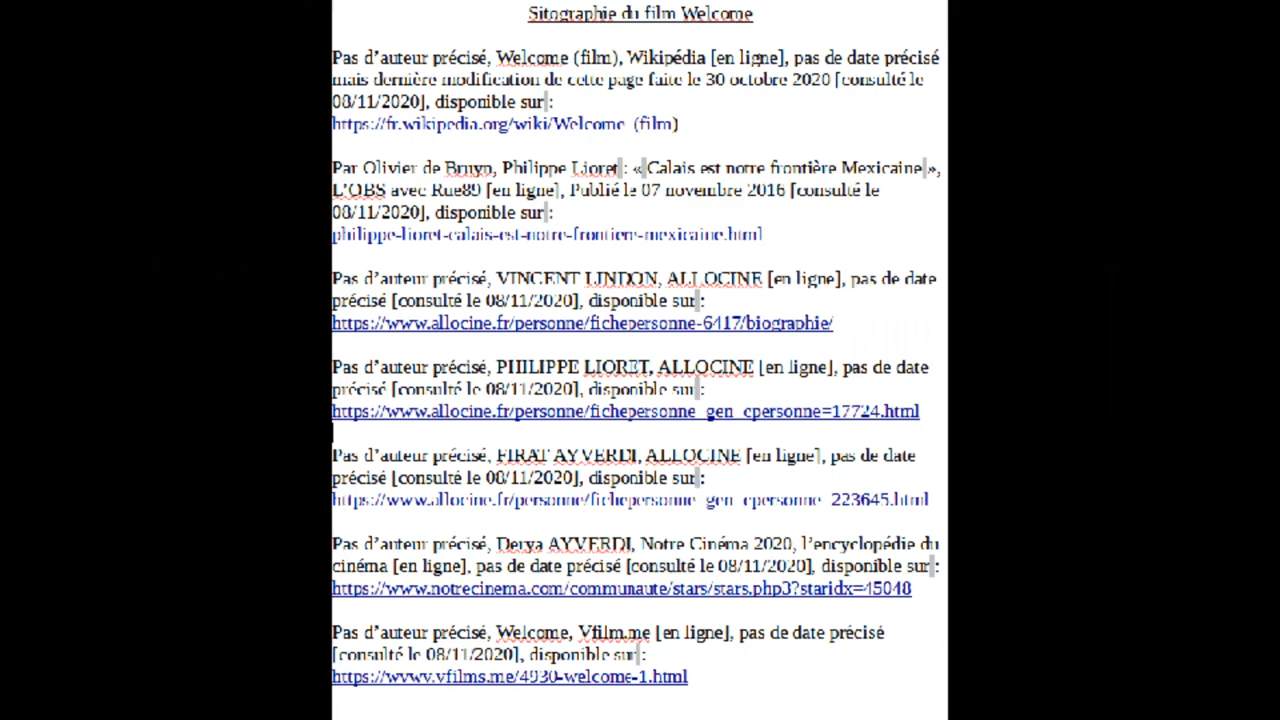 Sitographie du film Welcome
Pas d’auteur précisé, Welcome (film), Wikipédia [en ligne], pas de date précisé
mais dernière modification de cette page faite le 30 octobre 2020 [consulté le
08/11/2020], disponible sur :
https://fr.wikipedia.org/wiki/Welcome_(film)
Par Olivier de Bruyn, Philippe Lioret : « Calais est notre frontière Mexicaine »,
L’OBS avec Rue89 [en ligne], Publié le 07 novembre 2016 [consulté le
08/11/2020], disponible sur :
philippe-lioret-calais-est-notre-frontiere-mexicaine.html
Pas d’auteur précisé, VINCENT LINDON, ALLOCINE [en ligne], pas de date
précisé [consulté le 08/11/2020], disponible sur :
https://www.allocine.fr/personne/fichepersonne-6417/biographie/
Pas d’auteur précisé, PHILIPPE LIORET, ALLOCINE [en ligne], pas de date
précisé [consulté le 08/11/2020], disponible sur :
https://www.allocine.fr/personne/fichepersonne_gen_cpersonne=17724.html
Pas d’auteur précisé, FIRAT AYVERDI, ALLOCINE [en ligne], pas de date
précisé [consulté le 08/11/2020], disponible sur :
https://www.allocine.fr/personne/fichepersonne_gen_cpersonne_223645.html
Pas d’auteur précisé, Derya AYVERDI, Notre Cinéma 2020, l’encyclopédie du
cinéma [en ligne], pas de date précisé [consulté le 08/11/2020], disponible sur :
https://www.notrecinema.com/communaute/stars/stars.php3?staridx=45048
Pas d’auteur précisé, Welcome, Vfilm.me [en ligne], pas de date précisé
[consulté le 08/11/2020], disponible sur :
https://wvwv.vfilms.me/4930-welcome-1.html